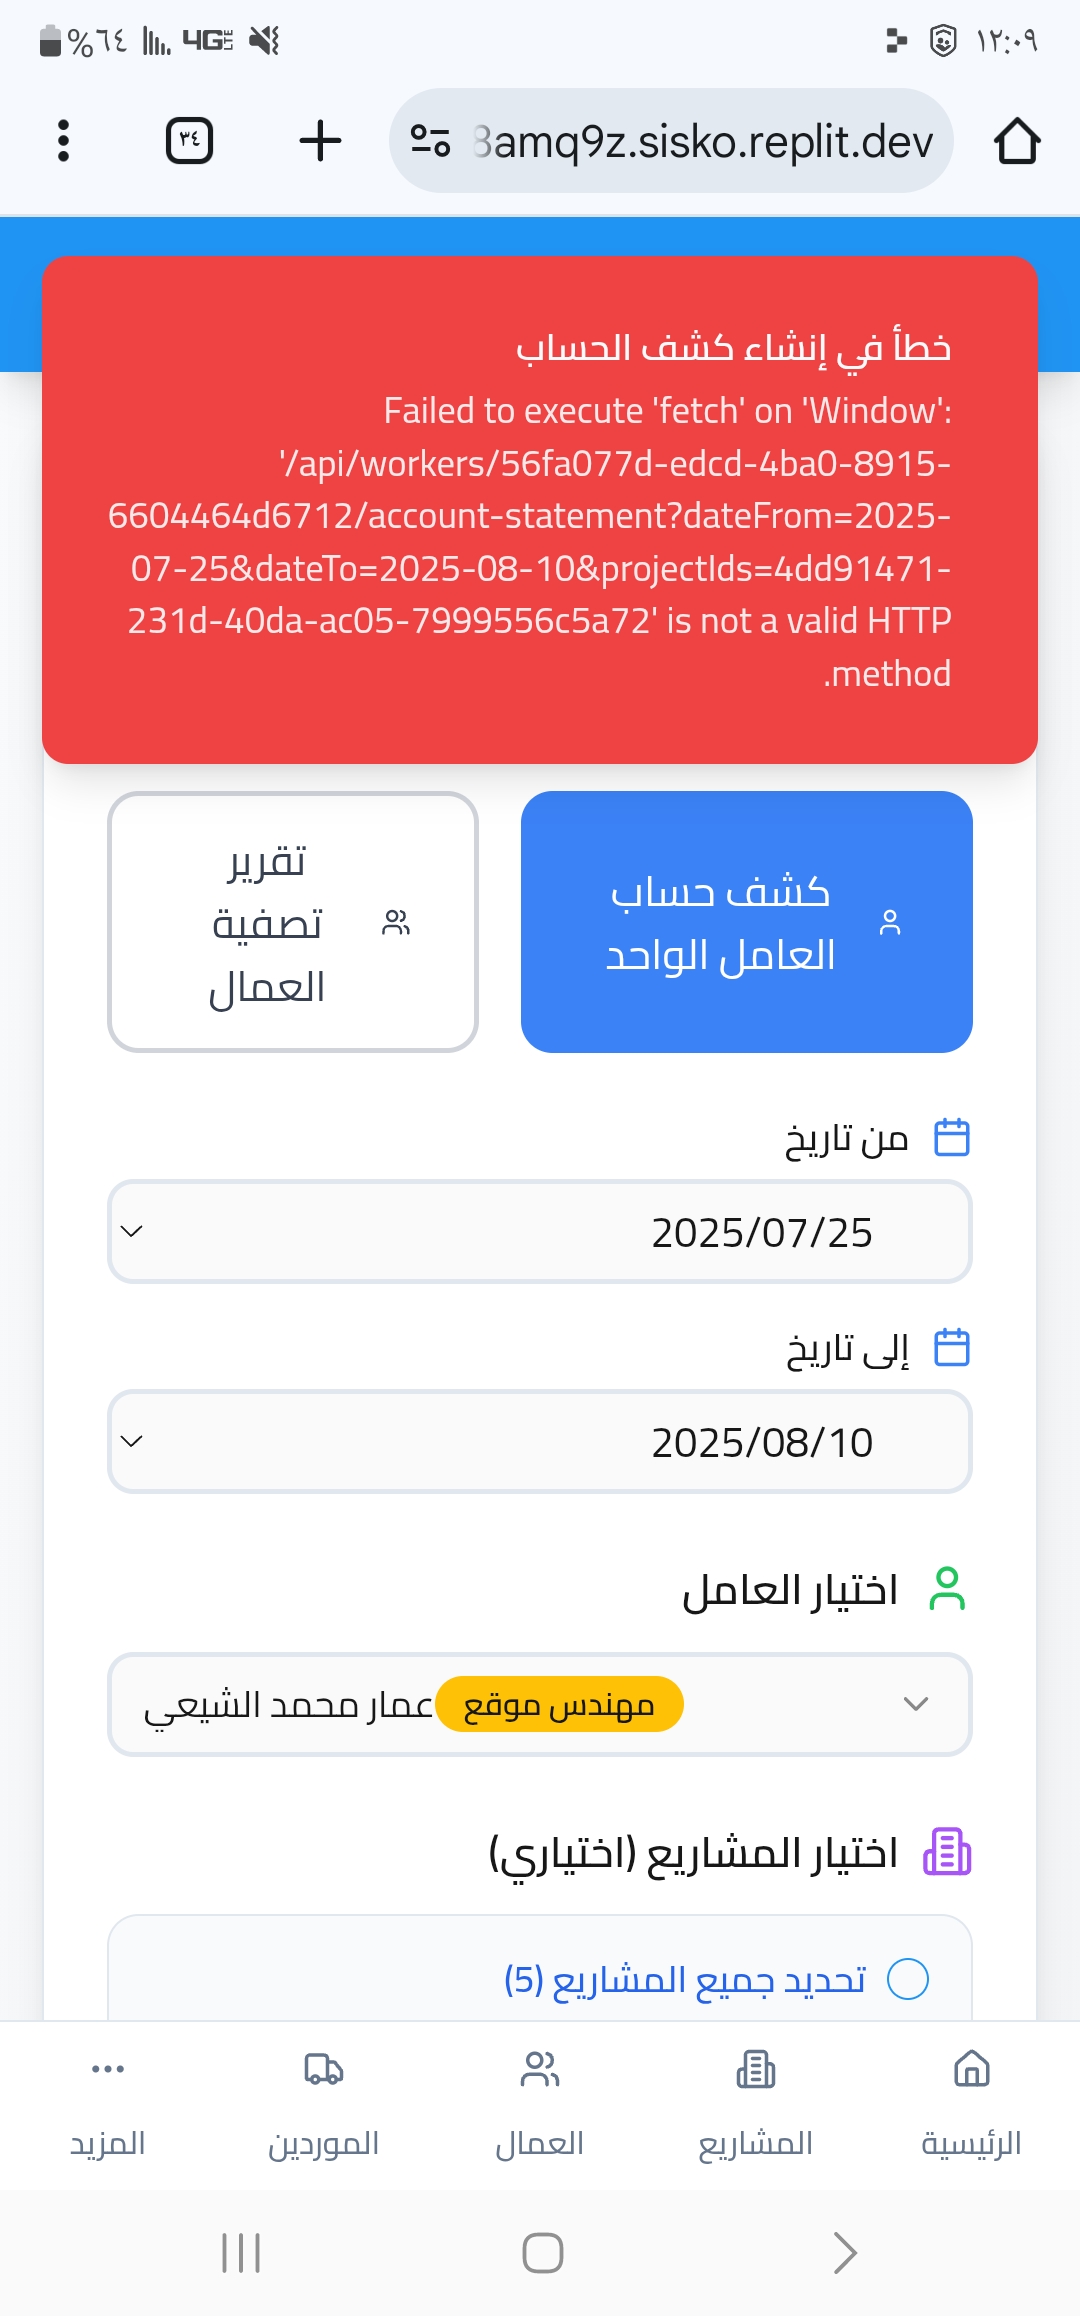 %٦٤ 4G LTE ١٢:٠٩
٣٤ 8amq9z.sisko.replit.dev
خطأ في إنشاء كشف الحساب
Failed to execute 'fetch' on 'Window':
'/api/workers/56fa077d-edcd-4ba0-8915-
6604464d6712/account-statement?dateFrom=2025-
07-25&dateTo=2025-08-10&projectIds=4dd91471-
231d-40da-ac05-7999556c5a72' is not a valid HTTP
method.
كشف حساب
العامل الواحد
تقرير
تصفية
العمال
من تاريخ
2025/07/25
إلى تاريخ
2025/08/10
اختيار العامل
مهندس موقع عمار محمد الشيعي
اختيار المشاريع (اختياري)
تحديد جميع المشاريع (5)
الرئيسية
المشاريع
العمال
الموردين
المزيد